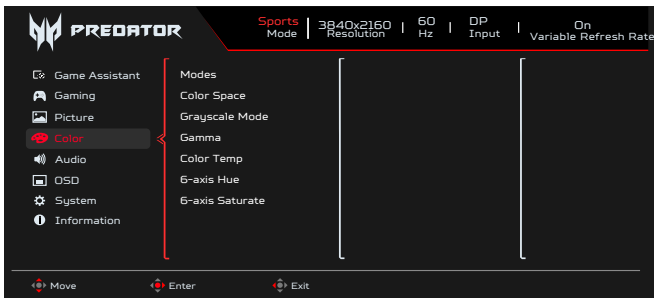 PREDATOR
Sports 3840x2160 60 DP On
Mode Resolution Hz Input Variable Refresh Rate
Game Assistant
Gaming
Picture
Color
Audio
OSD
System
Information
Modes
Color Space
Grayscale Mode
Gamma
Color Temp
6-axis Hue
6-axis Saturate
Move Enter Exit